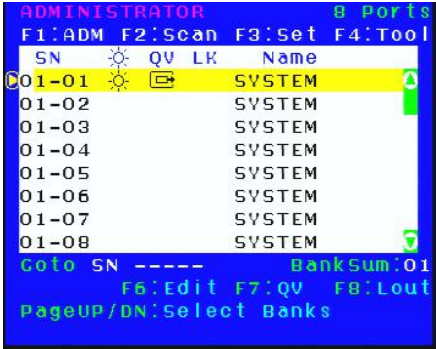 ADMINISTRATOR 8 Ports
F1:ADM F2:Scan F3:Set F4:Tool
SN QV LK Name
01-01 SYSTEM
01-02 SYSTEM
01-03 SYSTEM
01-04 SYSTEM
01-05 SYSTEM
01-06 SYSTEM
01-07 SYSTEM
01-08 SYSTEM
Goto SN ----- BankSum:01
F6:Edit F7:QV F8:Lout
PageUP/DN:Select Banks